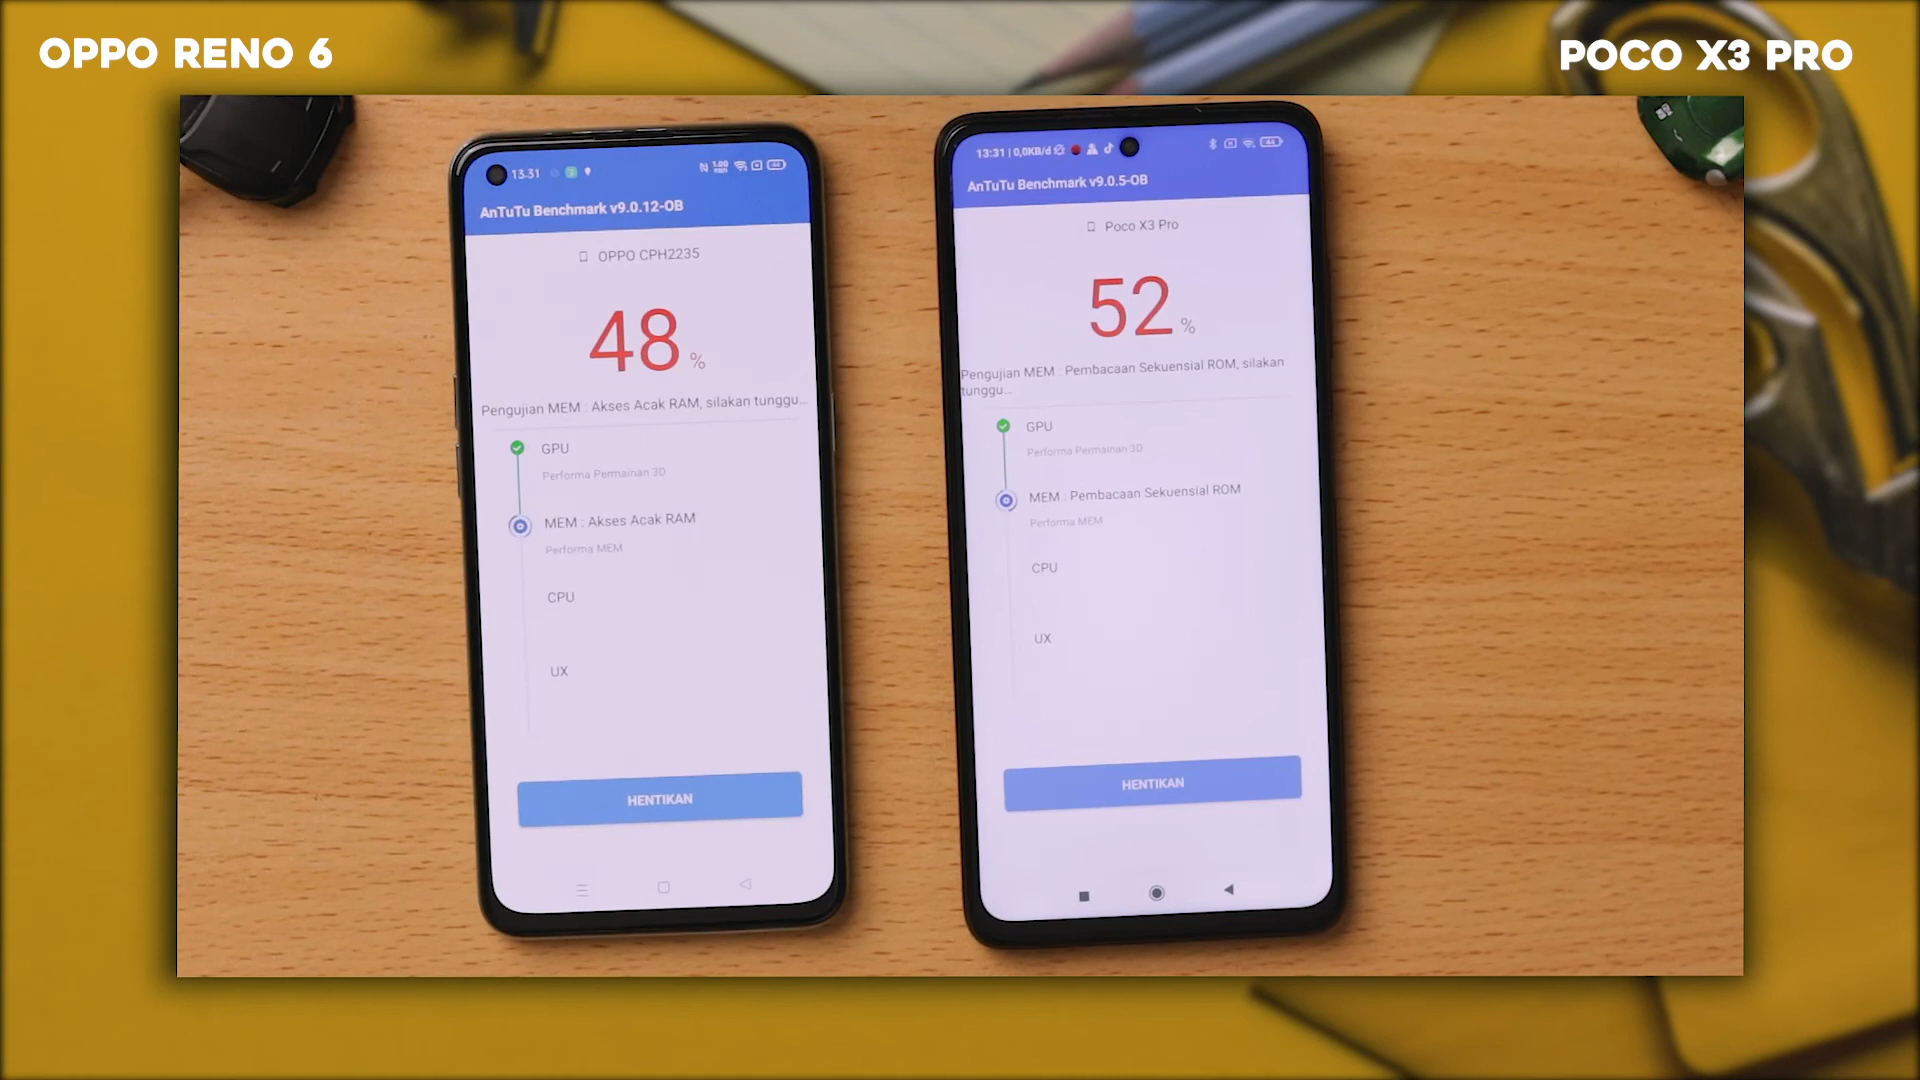 OPPO RENO 6
POCO X3 PRO
13.31
1.00
AnTuTu Benchmark v9.0.12-OB
OPPO CPH2235
48 %
Pengujian MEM : Akses Acak RAM, silakan tunggu...
GPU
Performa Permainan 3D
MEM : Akses Acak RAM
Performa MEM
CPU
UX
HENTIKAN
13:31 | 0,0KB/d
AnTuTu Benchmark v9.0.5-OB
Poco X3 Pro
52 %
Pengujian MEM : Pembacaan Sekuensial ROM, silakan
tunggu...
GPU
Performa Permainan 3D
MEM : Pembacaan Sekuensial ROM
Performa MEM
CPU
UX
HENTIKAN